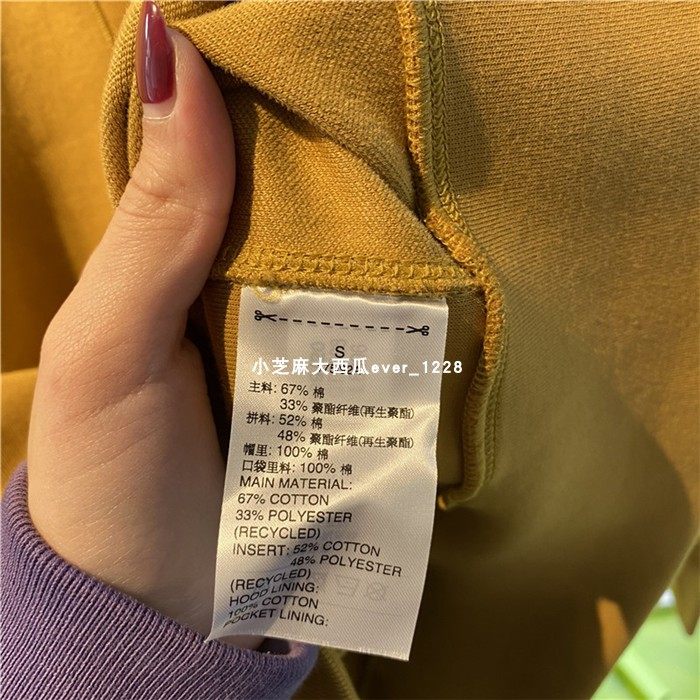 S
小芝麻大西瓜ever_1228
主料: 67% 棉
33% 聚酯纤维(再生聚酯)
拼料: 52% 棉
48% 聚酯纤维(再生聚酯)
帽里: 100% 棉
口袋里料: 100% 棉
MAIN MATERIAL:
67% COTTON
33% POLYESTER
(RECYCLED)
INSERT: 52% COTTON
48% POLYESTER
(RECYCLED)
HOOD LINING:
100% COTTON
POCKET LINING: